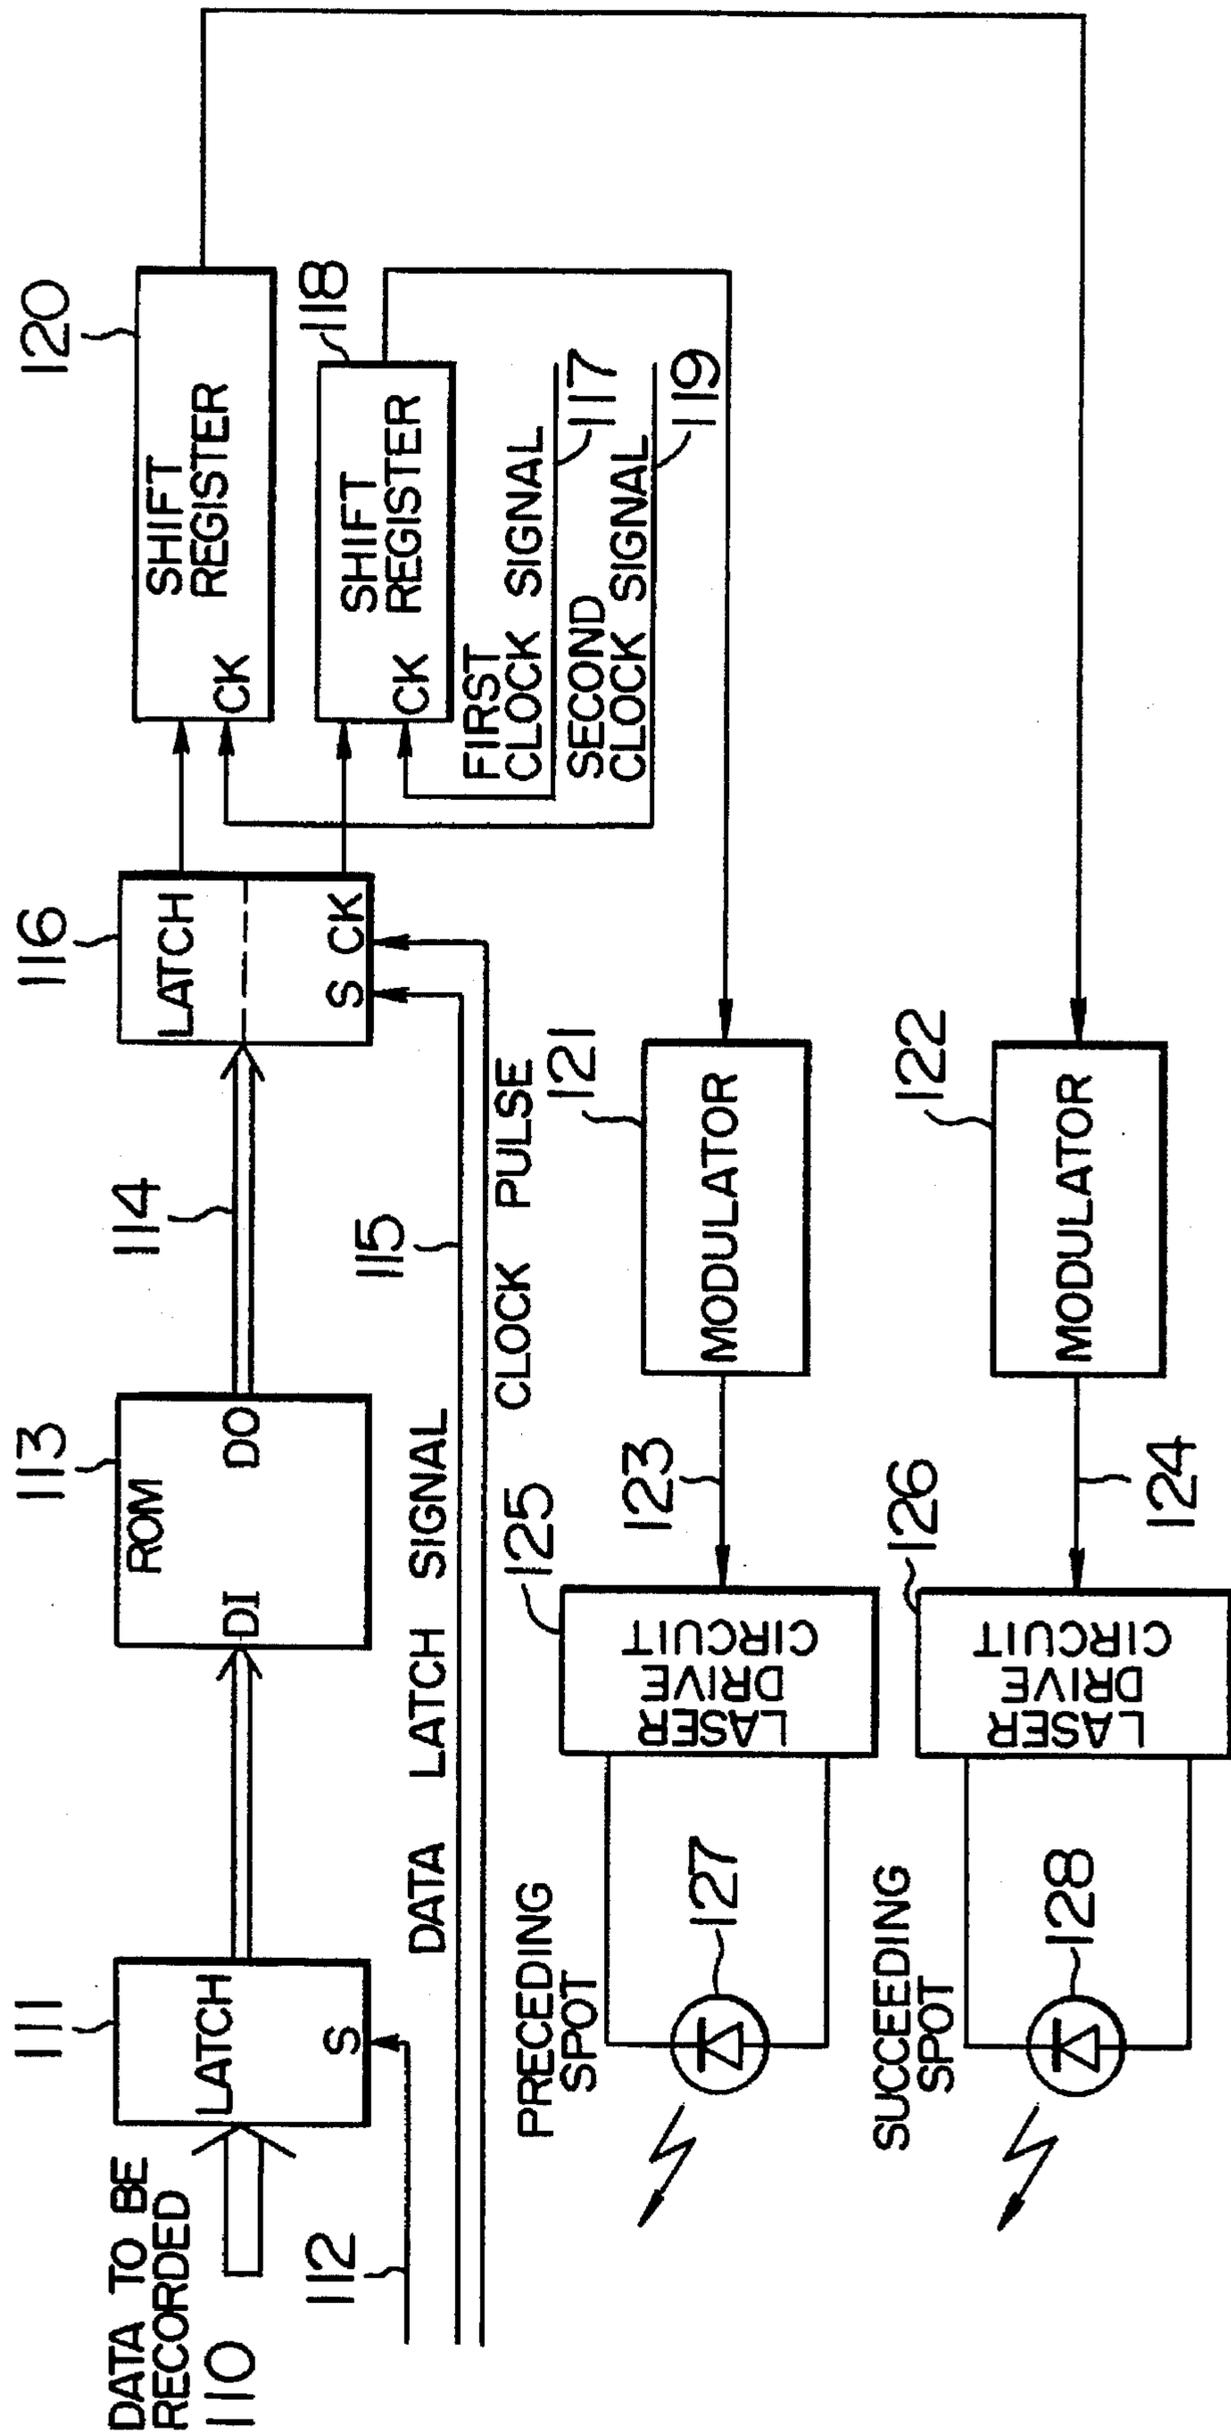 DATA TO BE
RECORDED
110
111
LATCH
S
112
113
ROM
DI
DO
114
116
LATCH
S
CK
120
SHIFT
REGISTER
CK
118
SHIFT
REGISTER
CK
FIRST
CLOCK SIGNAL
117
SECOND
CLOCK SIGNAL
119
DATA LATCH SIGNAL
115
CLOCK PULSE
PRECEDING
SPOT
127
125
LASER
DRIVE
CIRCUIT
123
121
MODULATOR
SUCCEEDING
SPOT
128
126
LASER
DRIVE
CIRCUIT
124
122
MODULATOR